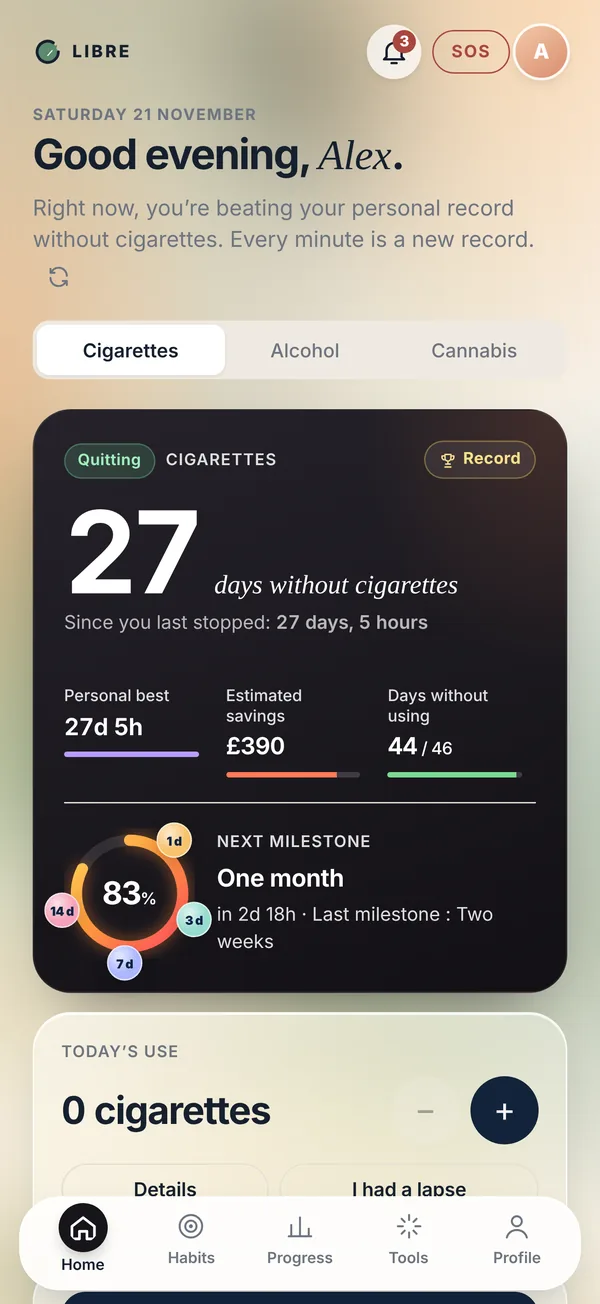 LIBRE
3
SOS
A
SATURDAY 21 NOVEMBER
Good evening, Alex.
Right now, you’re beating your personal record
without cigarettes. Every minute is a new record.
Cigarettes
Alcohol
Cannabis
Quitting
CIGARETTES
Record
27 days without cigarettes
Since you last stopped: 27 days, 5 hours
Personal best
27d 5h
Estimated
savings
£390
Days without
using
44 / 46
83%
1d
3d
7d
14d
NEXT MILESTONE
One month
in 2d 18h · Last milestone : Two
weeks
TODAY’S USE
0 cigarettes
Details
I had a lapse
Home
Habits
Progress
Tools
Profile